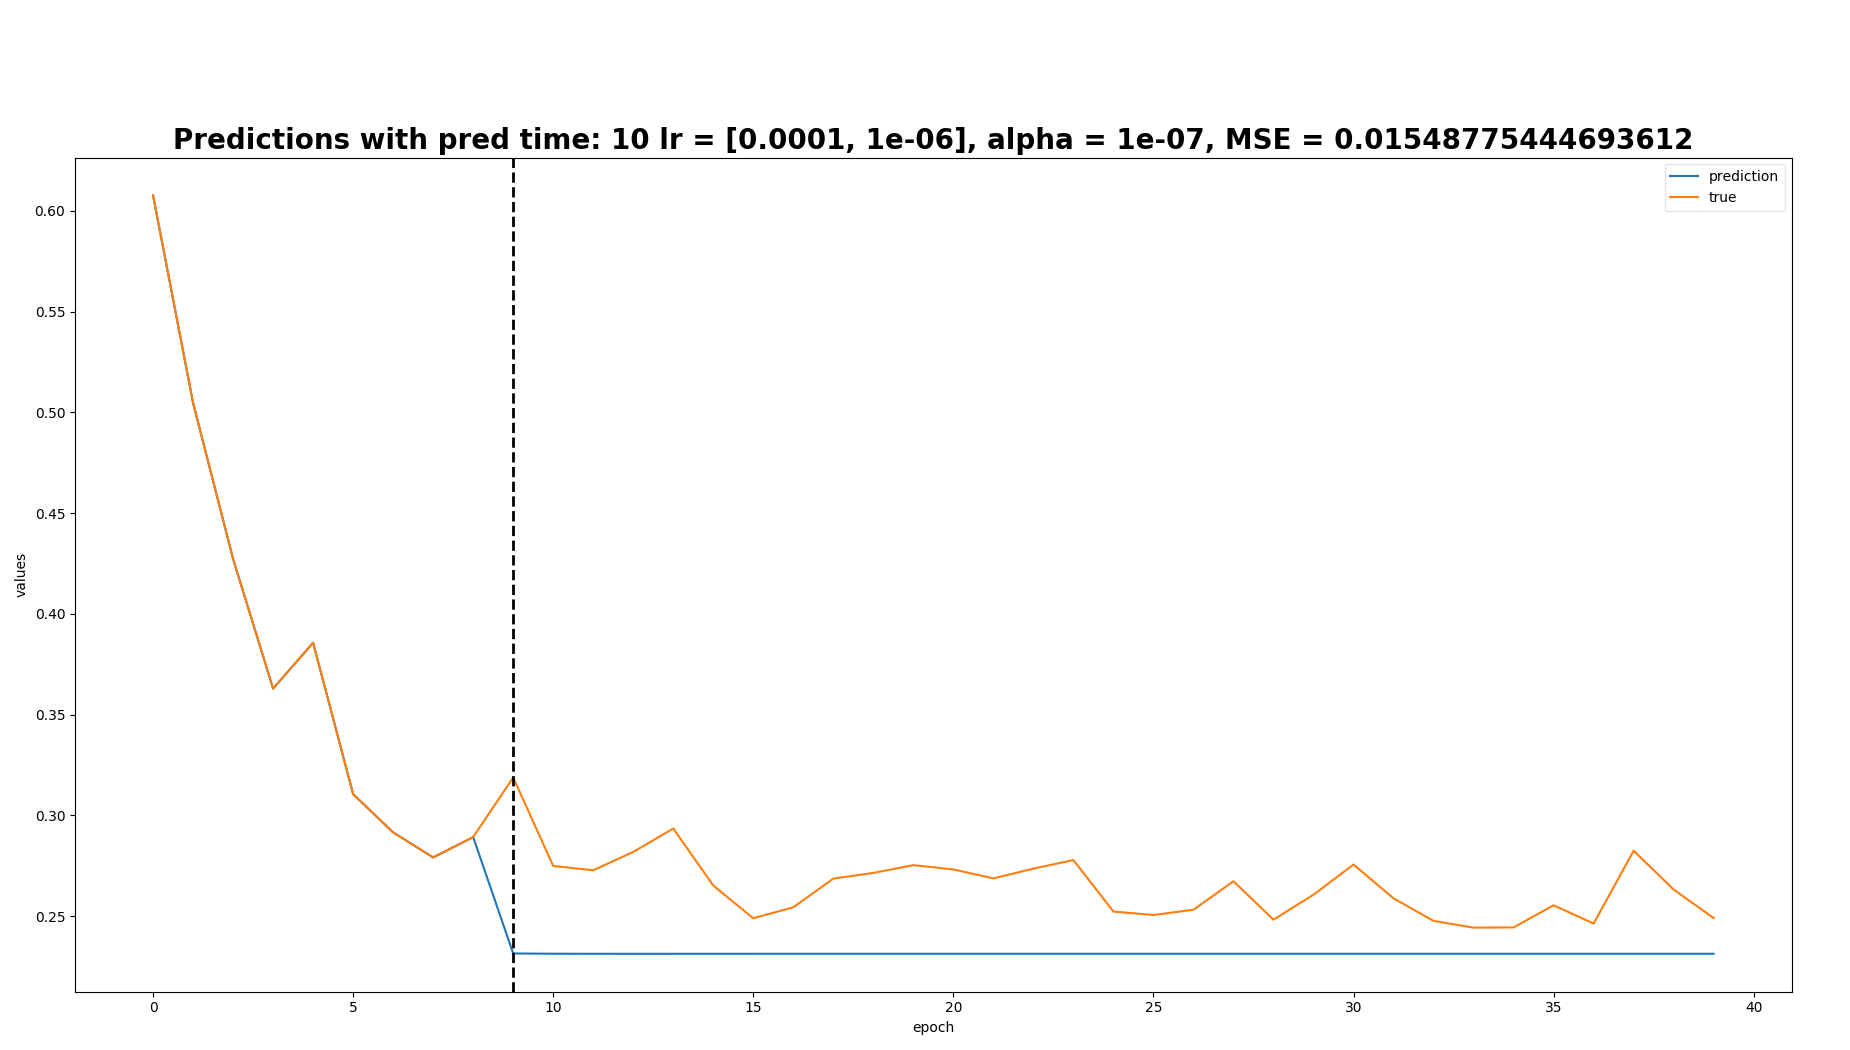 Predictions with pred time: 10 lr = [0.0001, 1e-06], alpha = 1e-07, MSE = 0.01548775444693612
prediction
true
0.60
0.55
0.50
0.45
0.40
0.35
0.30
0.25
values
0 5 10 15 20 25 30 35 40
epoch